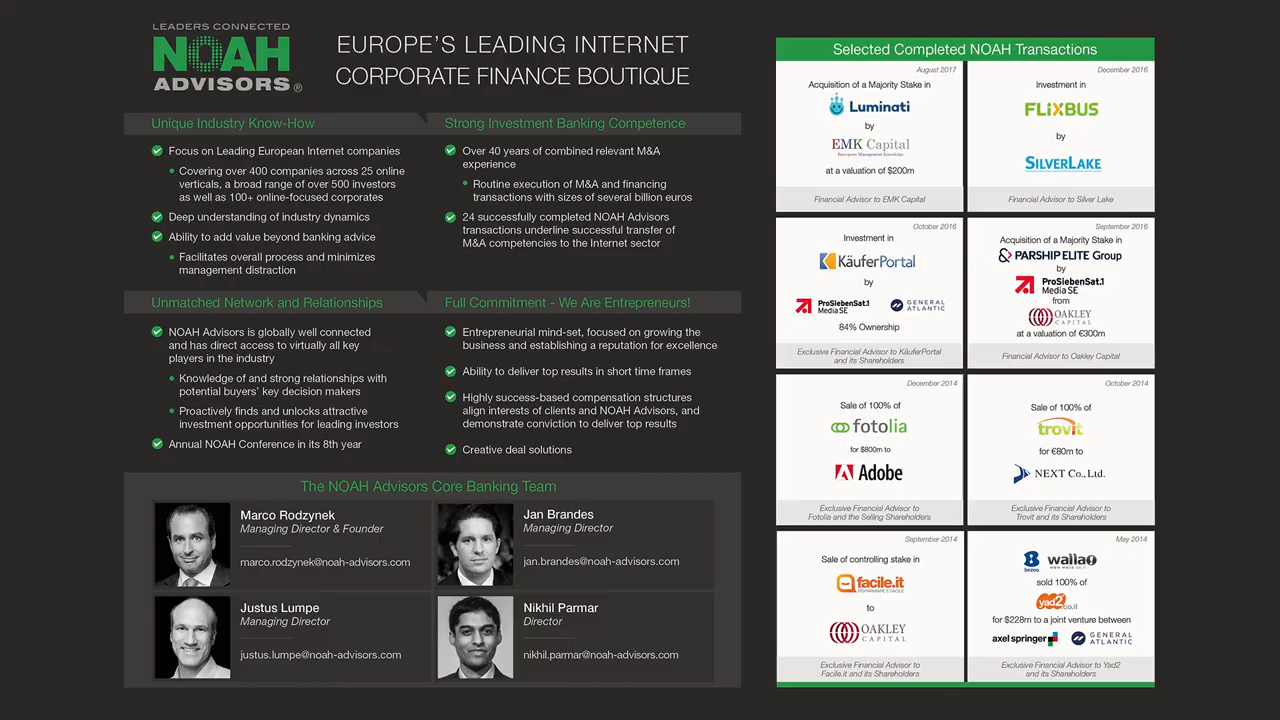 LEADERS CONNECTED
NOAH
ADVISORS®
EUROPE'S LEADING INTERNET
CORPORATE FINANCE BOUTIQUE
Unique Industry Know-How
Focus on Leading European Internet companies
Covering over 400 companies across 25 online
verticals, a broad range of over 500 investors
as well as 100+ online-focused corporates
Deep understanding of industry dynamics
Ability to add value beyond banking advice
Facilitates overall process and minimizes
management distraction
Strong Investment Banking Competence
Over 40 years of combined relevant M&A
experience
Routine execution of M&A and financing
transactions with sizes of several billion euros
24 successfully completed NOAH Advisors
transactions underline successful transfer of
M&A competencies to the Internet sector
Unmatched Network and Relationships
NOAH Advisors is globally well connected
and has direct access to virtually all key
players in the industry
Knowledge of and strong relationships with
potential buyers' key decision makers
Proactively finds and unlocks attractive
investment opportunities for leading investors
Annual NOAH Conference in its 8th year
Full Commitment - We Are Entrepreneurs!
Entrepreneurial mind-set, focused on growing the
business and establishing a reputation for excellence
Ability to deliver top results in short time frames
Highly success-based compensation structures
align interests of clients and NOAH Advisors, and
demonstrate conviction to deliver top results
Creative deal solutions
The NOAH Advisors Core Banking Team
Marco Rodzynek
Managing Director & Founder
marco.rodzynek@noah-advisors.com
Jan Brandes
Managing Director
jan.brandes@noah-advisors.com
Justus Lumpe
Managing Director
justus.lumpe@noah-advisors.com
Nikhil Parmar
Director
nikhil.parmar@noah-advisors.com
Selected Completed NOAH Transactions
August 2017
Acquisition of a Majority Stake in
Luminati
by
EMK Capital
Entrepreneurs Management Knowledge
at a valuation of $200m
Financial Advisor to EMK Capital
December 2016
Investment in
FLiXBUS
by
SILVERLAKE
Financial Advisor to Silver Lake
October 2016
Investment in
KäuferPortal
by
ProSiebenSat.1
Media SE
GENERAL
ATLANTIC
84% Ownership
Exclusive Financial Advisor to KäuferPortal
and its Shareholders
September 2016
Acquisition of a Majority Stake in
PARSHIP ELITE Group
by
ProSiebenSat.1
Media SE
from
OAKLEY
CAPITAL
at a valuation of €300m
Financial Advisor to Oakley Capital
December 2014
Sale of 100% of
fotolia
for $800m to
Adobe
Exclusive Financial Advisor to
Fotolia and the Selling Shareholders
October 2014
Sale of 100% of
trovit
for €80m to
NEXT Co., Ltd.
Exclusive Financial Advisor to
Trovit and its Shareholders
September 2014
Sale of controlling stake in
facile.it
RISPARMIARE È FACILE
to
OAKLEY
CAPITAL
Exclusive Financial Advisor to
Facile.it and its Shareholders
May 2014
bezeq
walla!
www.walla.co.il
sold 100% of
yad2.co.il
for $228m to a joint venture between
axel springer
GENERAL
ATLANTIC
Exclusive Financial Advisor to Yad2
and its Shareholders